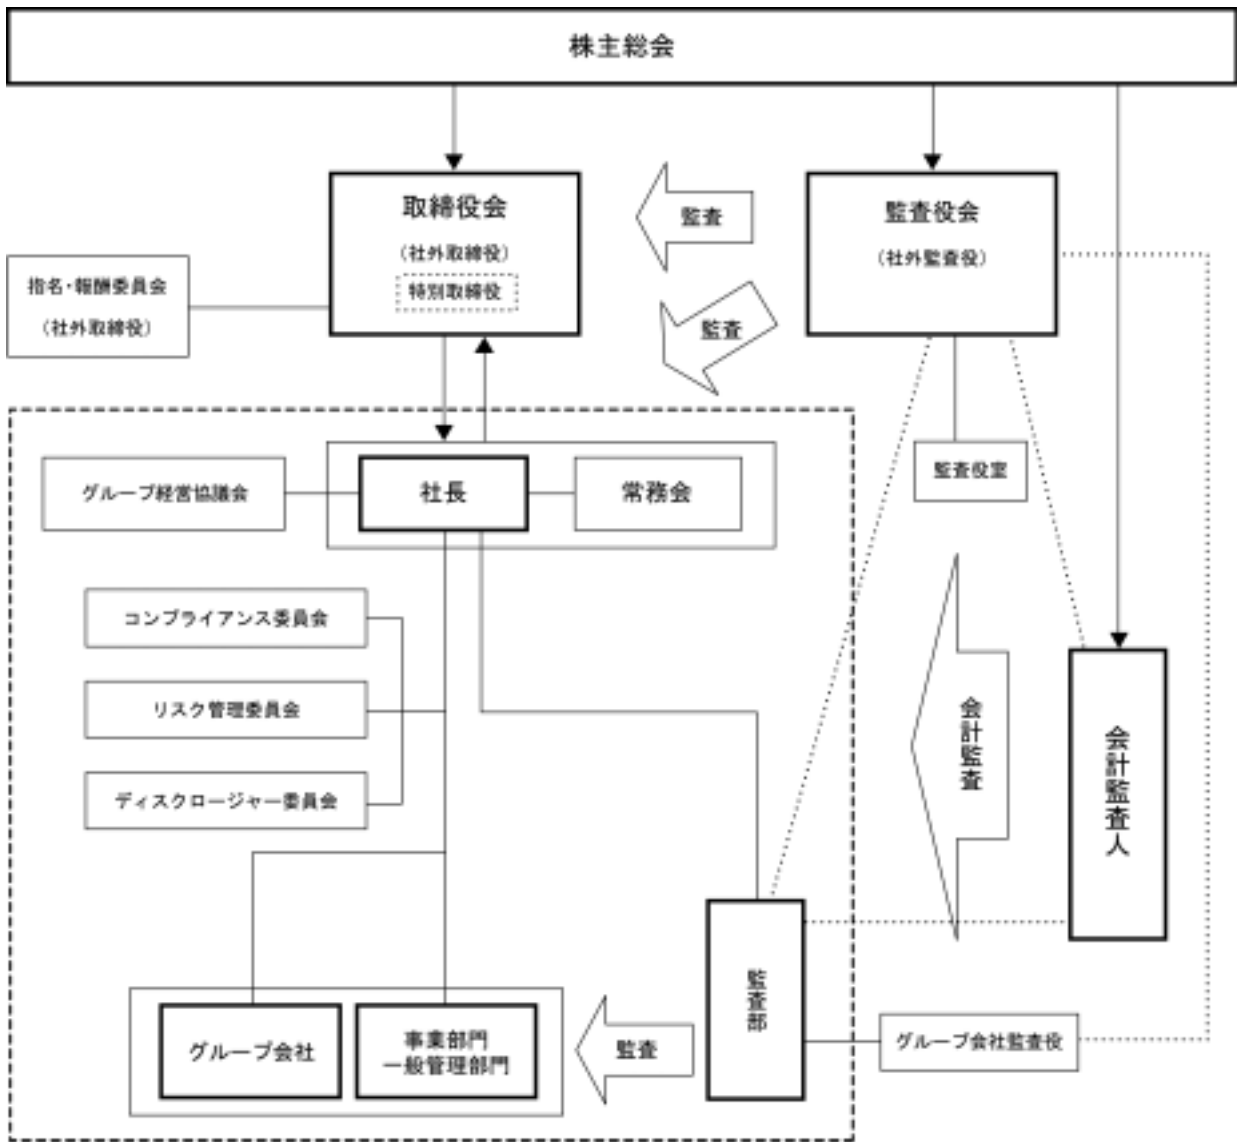 株主総会
取締役会
(社外取締役)
特別取締役
監査
監査役会
(社外監査役)
指名・報酬委員会
(社外取締役)
監査
グループ経営協議会
社長
常務会
監査役室
コンプライアンス委員会
リスク管理委員会
ディスクロージャー委員会
会計監査
会計監査人
監査部
グループ会社
事業部門
一般管理部門
監査
グループ会社監査役